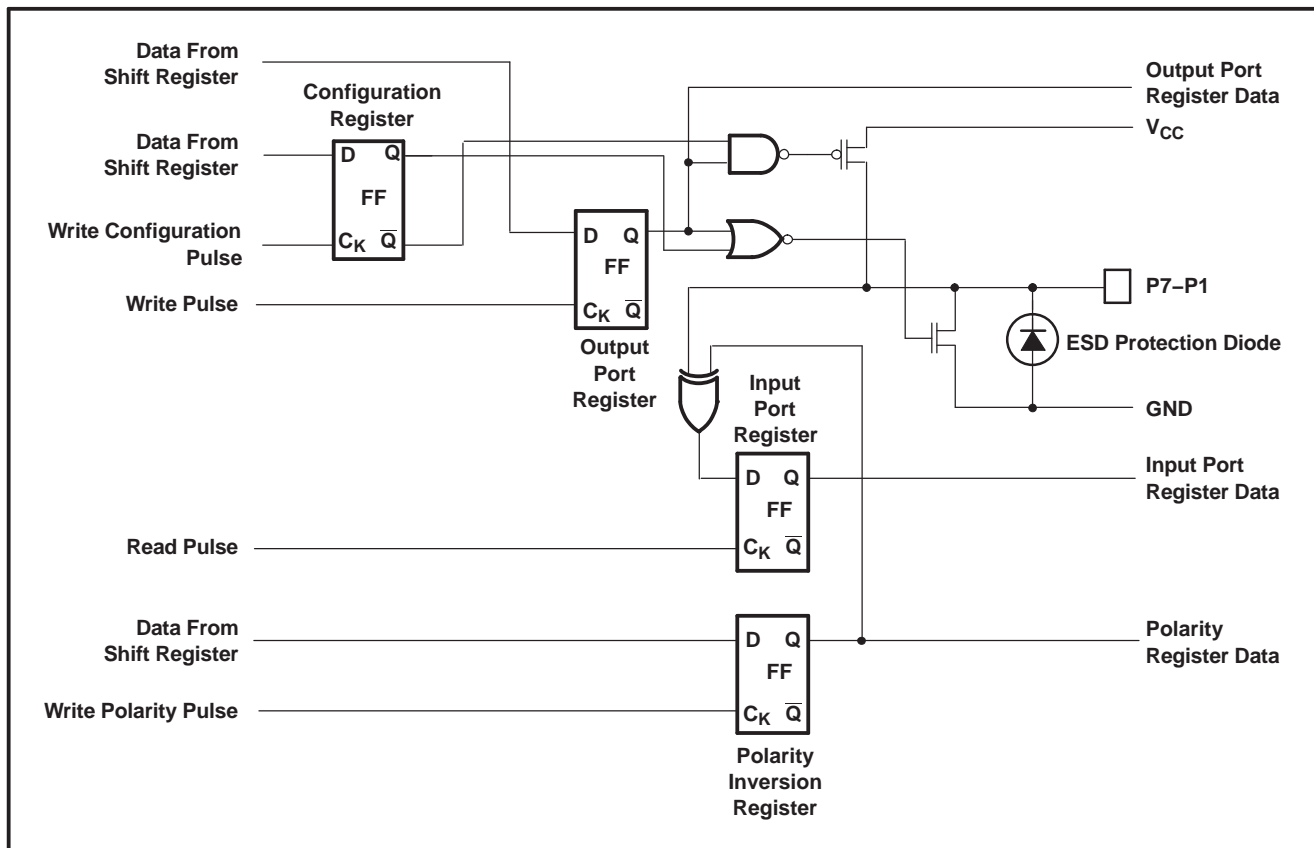 Data From
Shift Register
Configuration
Register
Output Port
Register Data
VCC
Data From
Shift Register
D Q
FF
CK Q̅
Write Configuration
Pulse
D Q
FF
CK Q̅
Write Pulse
Output
Port
Register
P7–P1
ESD Protection Diode
GND
Input
Port
Register
D Q
FF
CK Q̅
Input Port
Register Data
Read Pulse
Data From
Shift Register
D Q
FF
CK Q̅
Polarity
Register Data
Write Polarity Pulse
Polarity
Inversion
Register